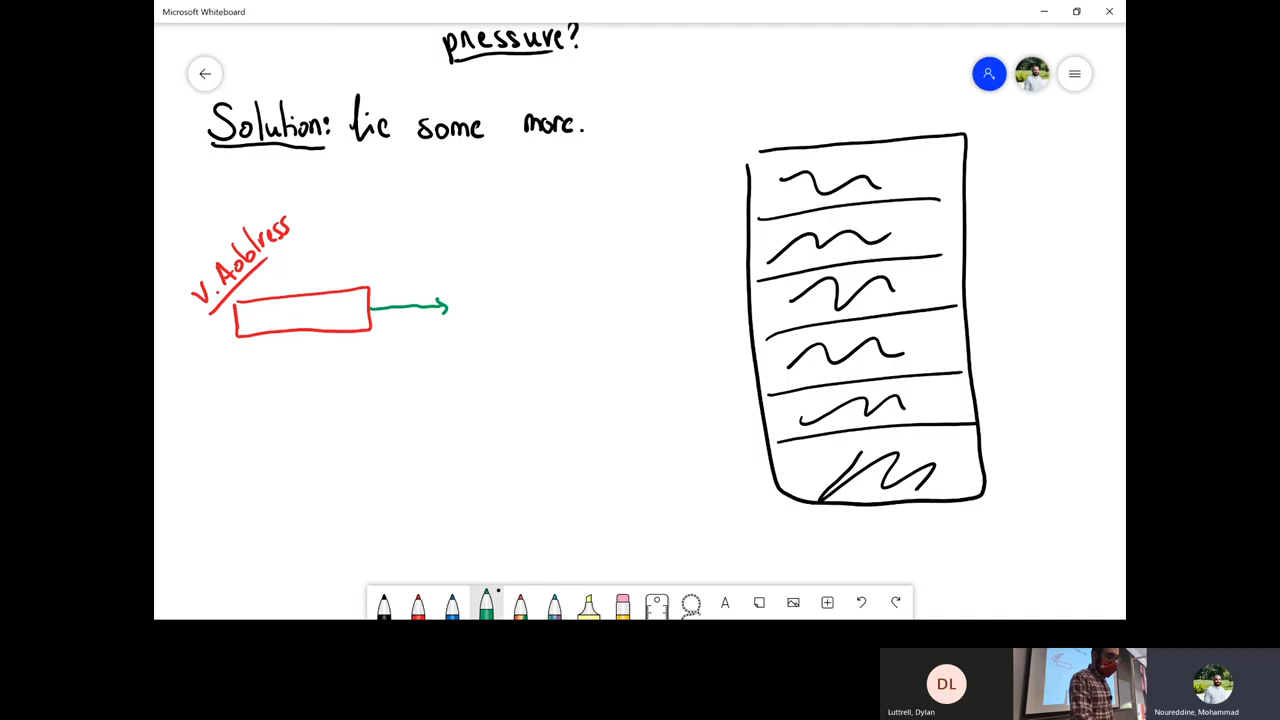 Microsoft Whiteboard
pressure?
Solution: lie some more.
V. Address
A
DL
Luttrell, Dylan
Noureddine, Mohammad